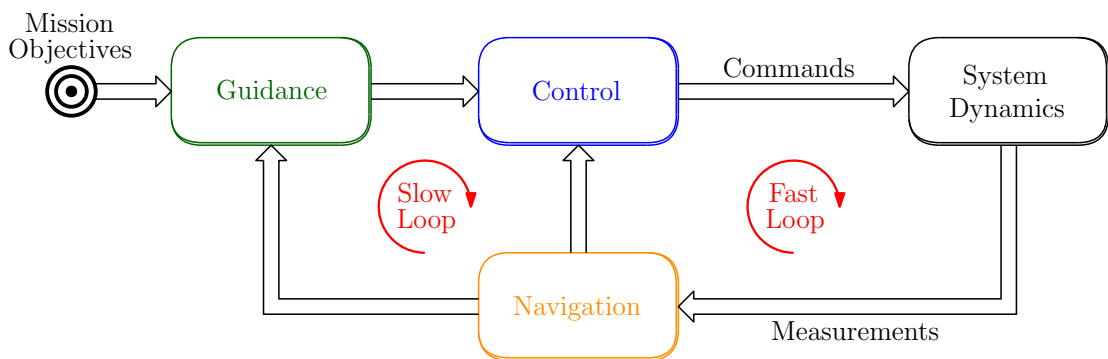 Mission
Objectives
Guidance
Control
Commands
System
Dynamics
Slow
Loop
Fast
Loop
Navigation
Measurements